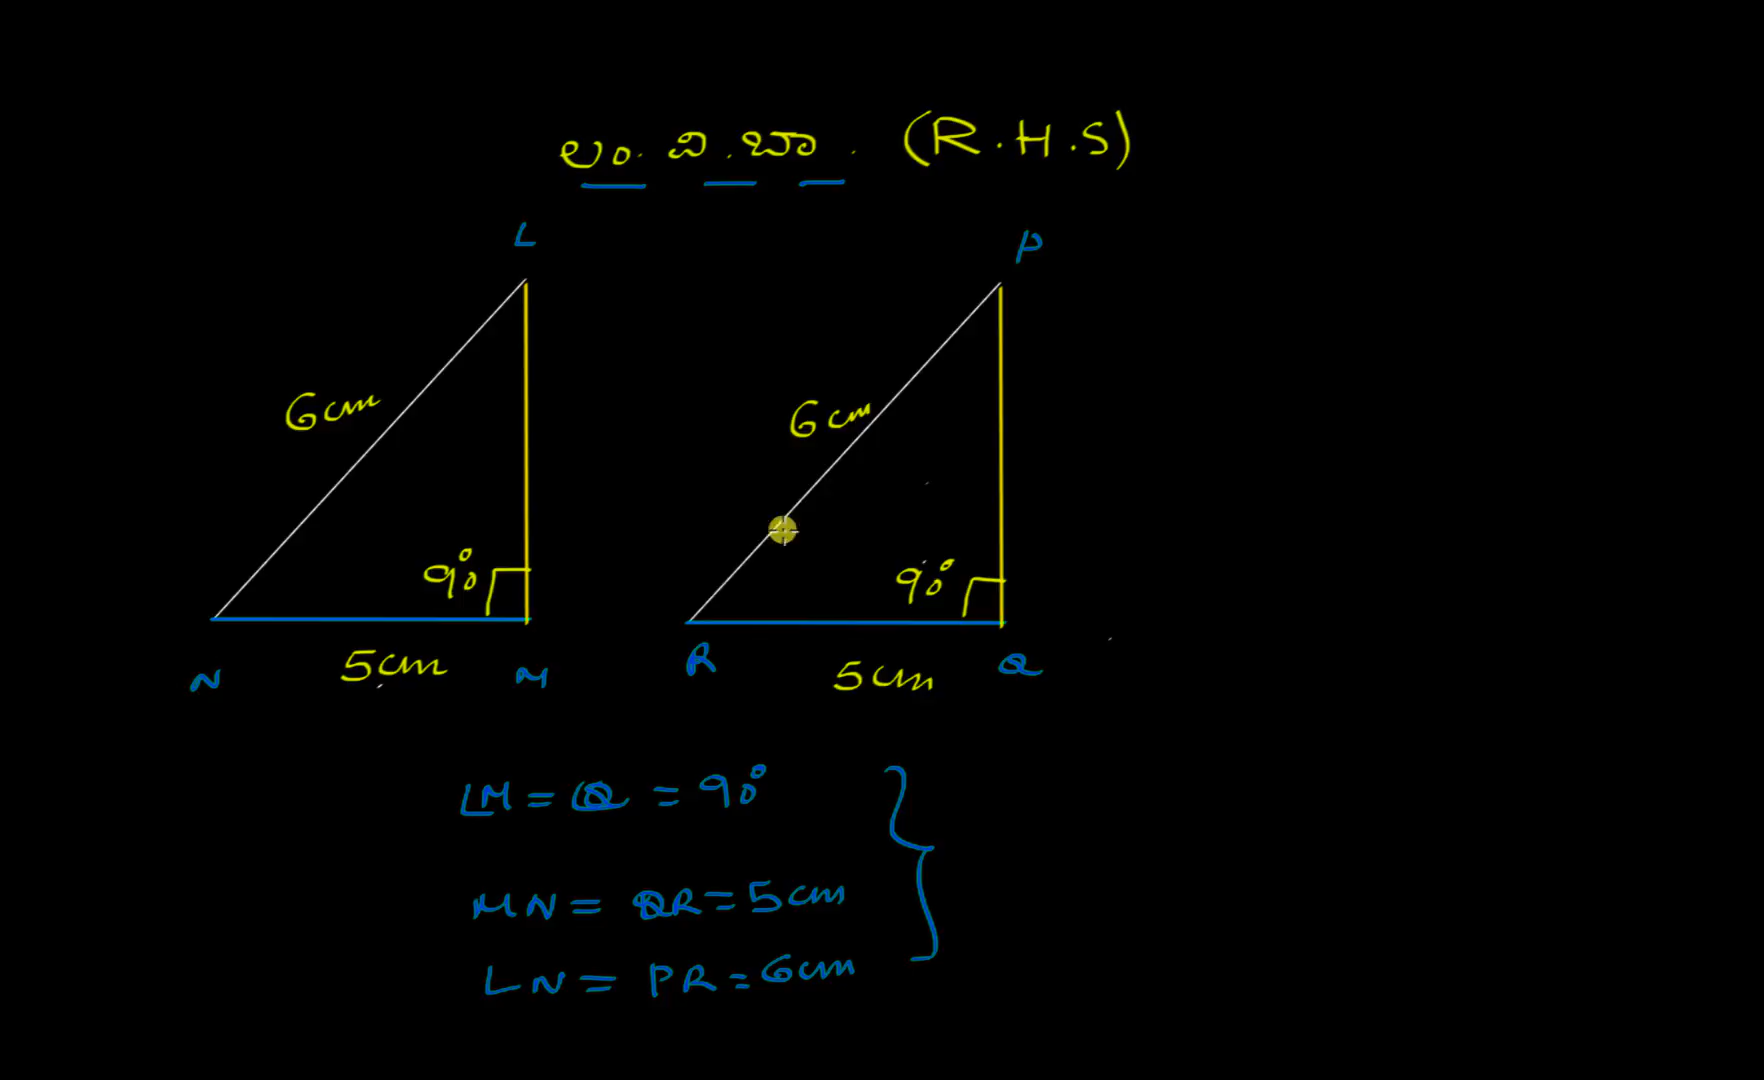 ಲಂ. ವಿ. ಬಾ. (R.H.S)
L P
6cm 6cm
90° 90°
N 5cm M R 5cm Q
∠M = ∠Q = 90°
MN = QR = 5cm
LN = PR = 6cm